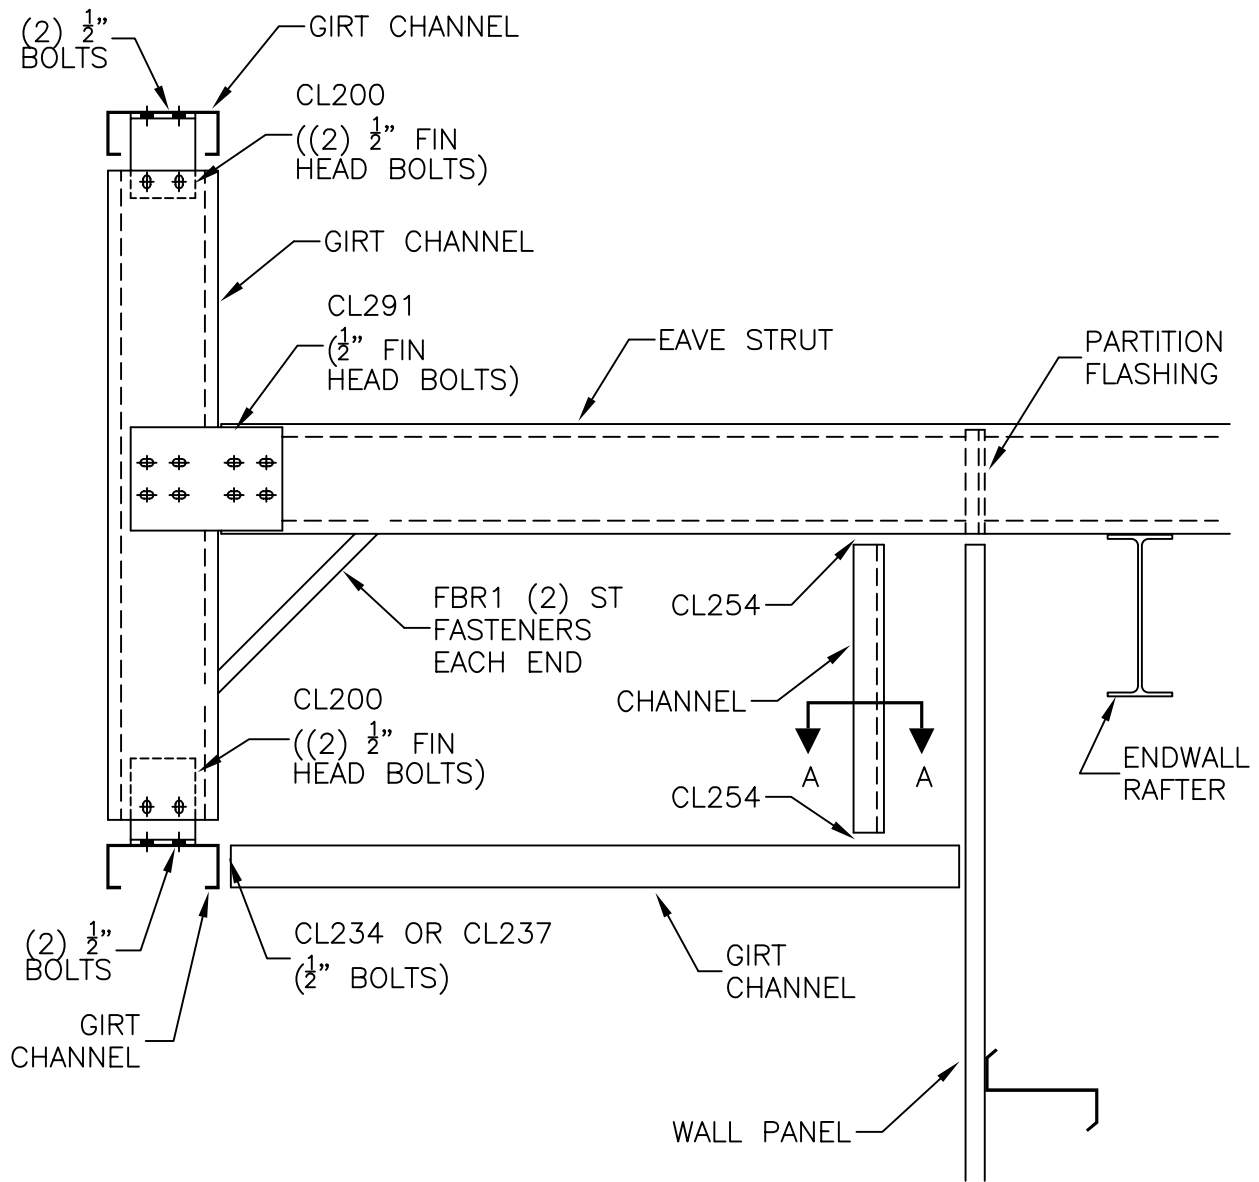 (2) 1/2"
BOLTS
GIRT CHANNEL
CL200
((2) 1/2" FIN
HEAD BOLTS)
GIRT CHANNEL
CL291
(1/2" FIN
HEAD BOLTS)
EAVE STRUT
PARTITION
FLASHING
FBR1 (2) ST
FASTENERS
EACH END
CL254
CHANNEL
CL200
((2) 1/2" FIN
HEAD BOLTS)
A
A
CL254
ENDWALL
RAFTER
(2) 1/2"
BOLTS
CL234 OR CL237
(1/2" BOLTS)
GIRT
CHANNEL
GIRT
CHANNEL
WALL PANEL